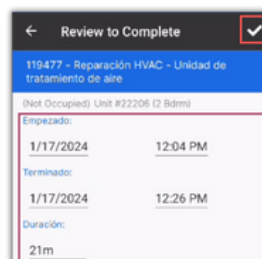 Review to Complete
119477 - Reparación HVAC - Unidad de
tratamiento de aire
(Not Occupied) Unit #22206 (2 Bdrm)
Empezado:
1/17/2024 12:04 PM
Terminado:
1/17/2024 12:26 PM
Duración:
21m